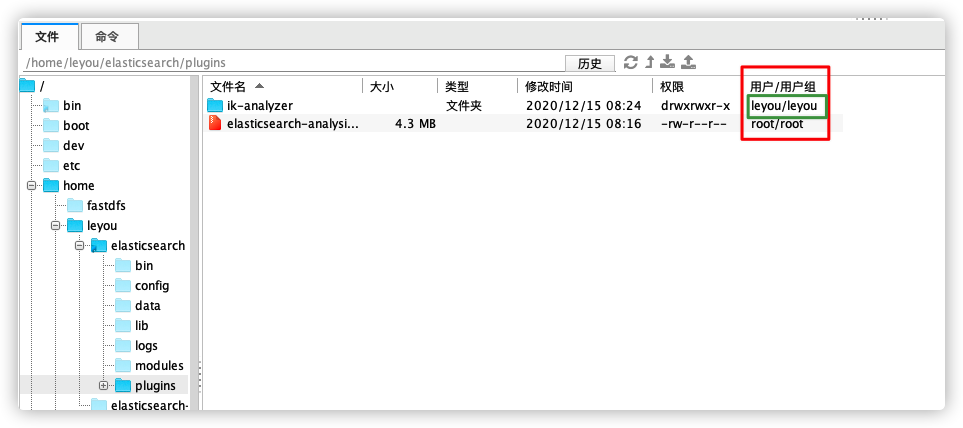 文件 命令
/home/leyou/elasticsearch/plugins 历史
/ 文件名 大小 类型 修改时间 权限 用户/用户组
bin ik-analyzer 文件夹 2020/12/15 08:24 drwxrwxr-x leyou/leyou
boot elasticsearch-analysi... 4.3 MB 2020/12/15 08:16 -rw-r--r-- root/root
dev
etc
home
fastdfs
leyou
elasticsearch
bin
config
data
lib
logs
modules
plugins
elasticsearch-